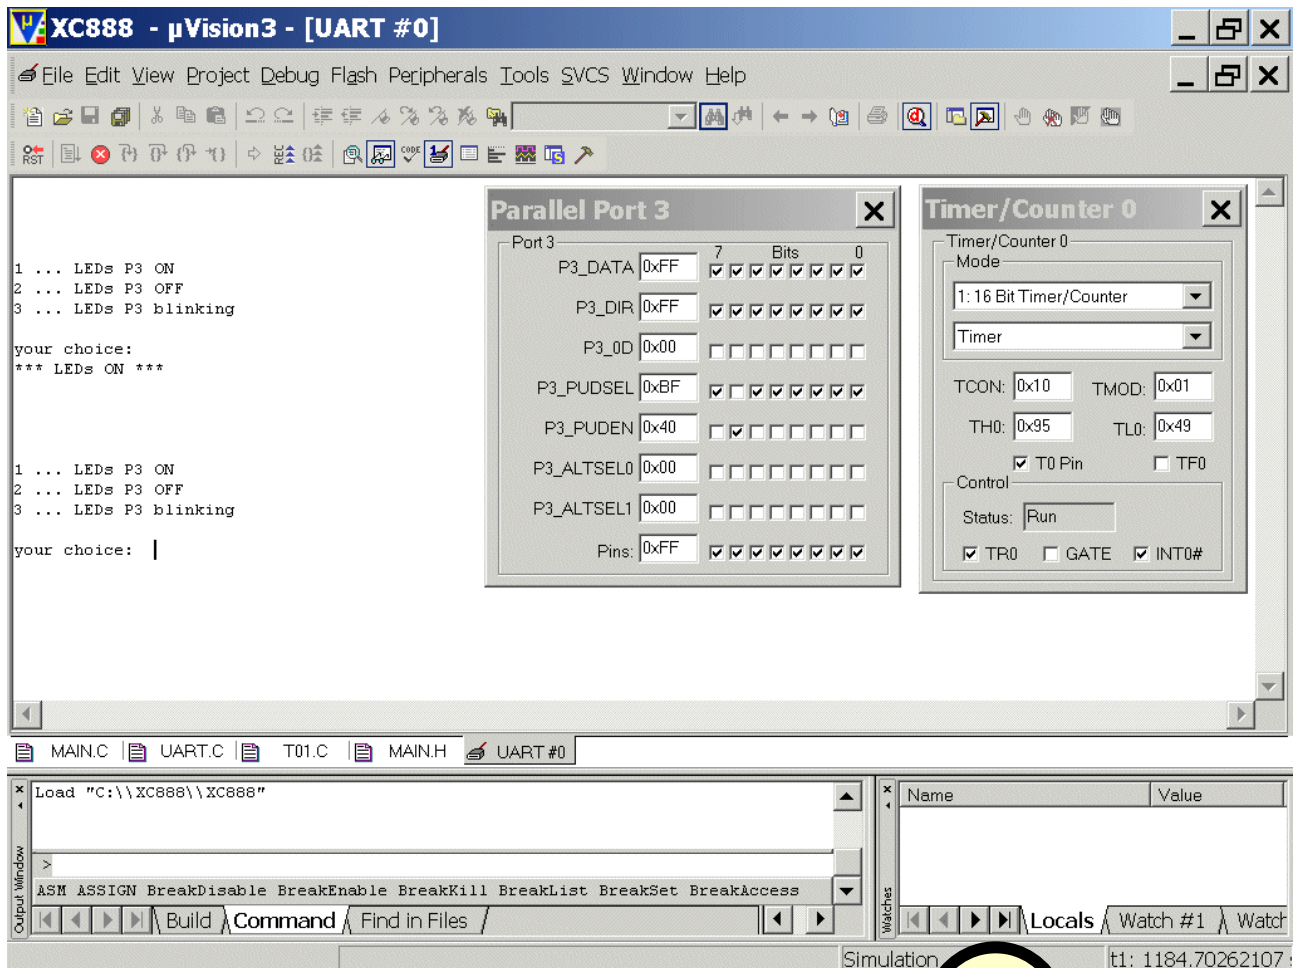 XC888 - µVision3 - [UART #0]
File Edit View Project Debug Flash Peripherals Tools SVCS Window Help
RST CODE
1 ... LEDs P3 ON
2 ... LEDs P3 OFF
3 ... LEDs P3 blinking
your choice:
*** LEDs ON ***
1 ... LEDs P3 ON
2 ... LEDs P3 OFF
3 ... LEDs P3 blinking
your choice:
Parallel Port 3
Port 3
7 Bits 0
P3_DATA 0xFF
P3_DIR 0xFF
P3_0D 0x00
P3_PUDSEL 0xBF
P3_PUDEN 0x40
P3_ALTSEL0 0x00
P3_ALTSEL1 0x00
Pins: 0xFF
Timer/Counter 0
Timer/Counter 0
Mode
1: 16 Bit Timer/Counter
Timer
TCON: 0x10 TMOD: 0x01
TH0: 0x95 TL0: 0x49
T0 Pin TF0
Control
Status: Run
TR0 GATE INT0#
MAIN.C UART.C T01.C MAIN.H UART #0
Output Window
Load "C:\\XC888\\XC888"
>
ASM ASSIGN BreakDisable BreakEnable BreakKill BreakList BreakSet BreakAccess
Build Command Find in Files
Watches
Name Value
Locals Watch #1 Watch
Simulation t1: 1184.70262107